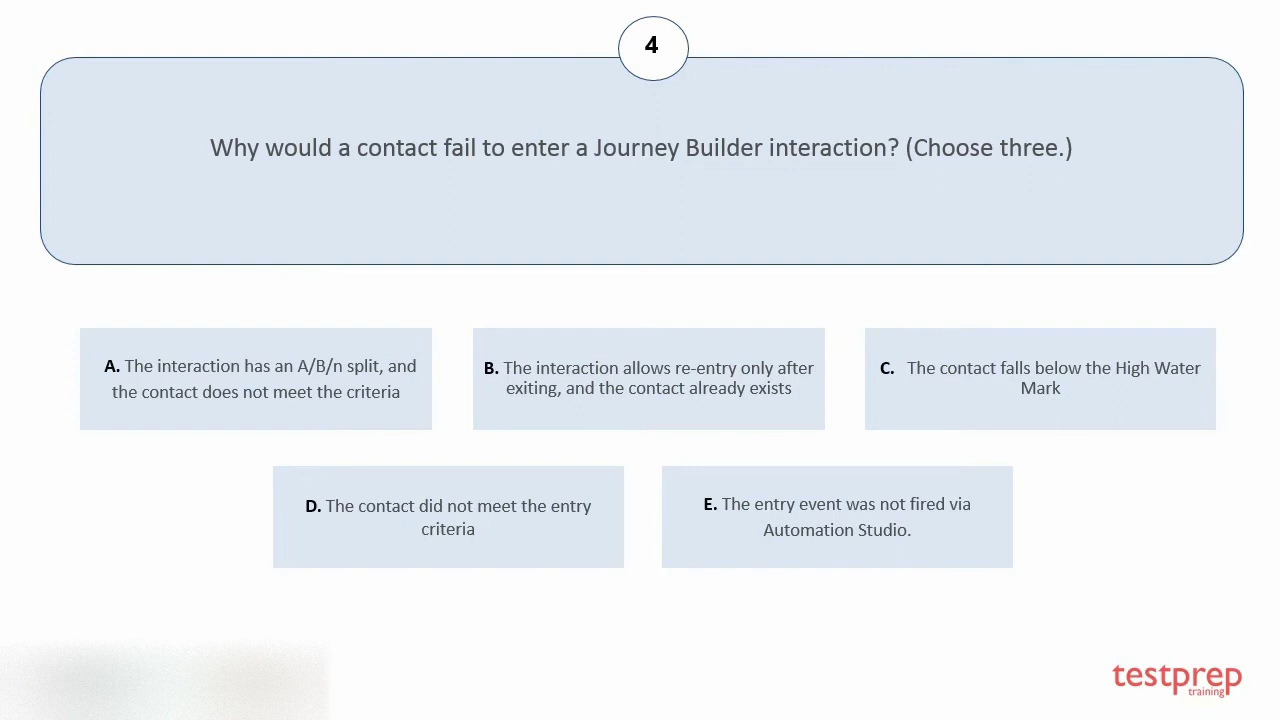 4
Why would a contact fail to enter a Journey Builder interaction? (Choose three.)
A. The interaction has an A/B/n split, and
the contact does not meet the criteria
B. The interaction allows re-entry only after
exiting, and the contact already exists
C. The contact falls below the High Water
Mark
D. The contact did not meet the entry
criteria
E. The entry event was not fired via
Automation Studio.
testprep
training